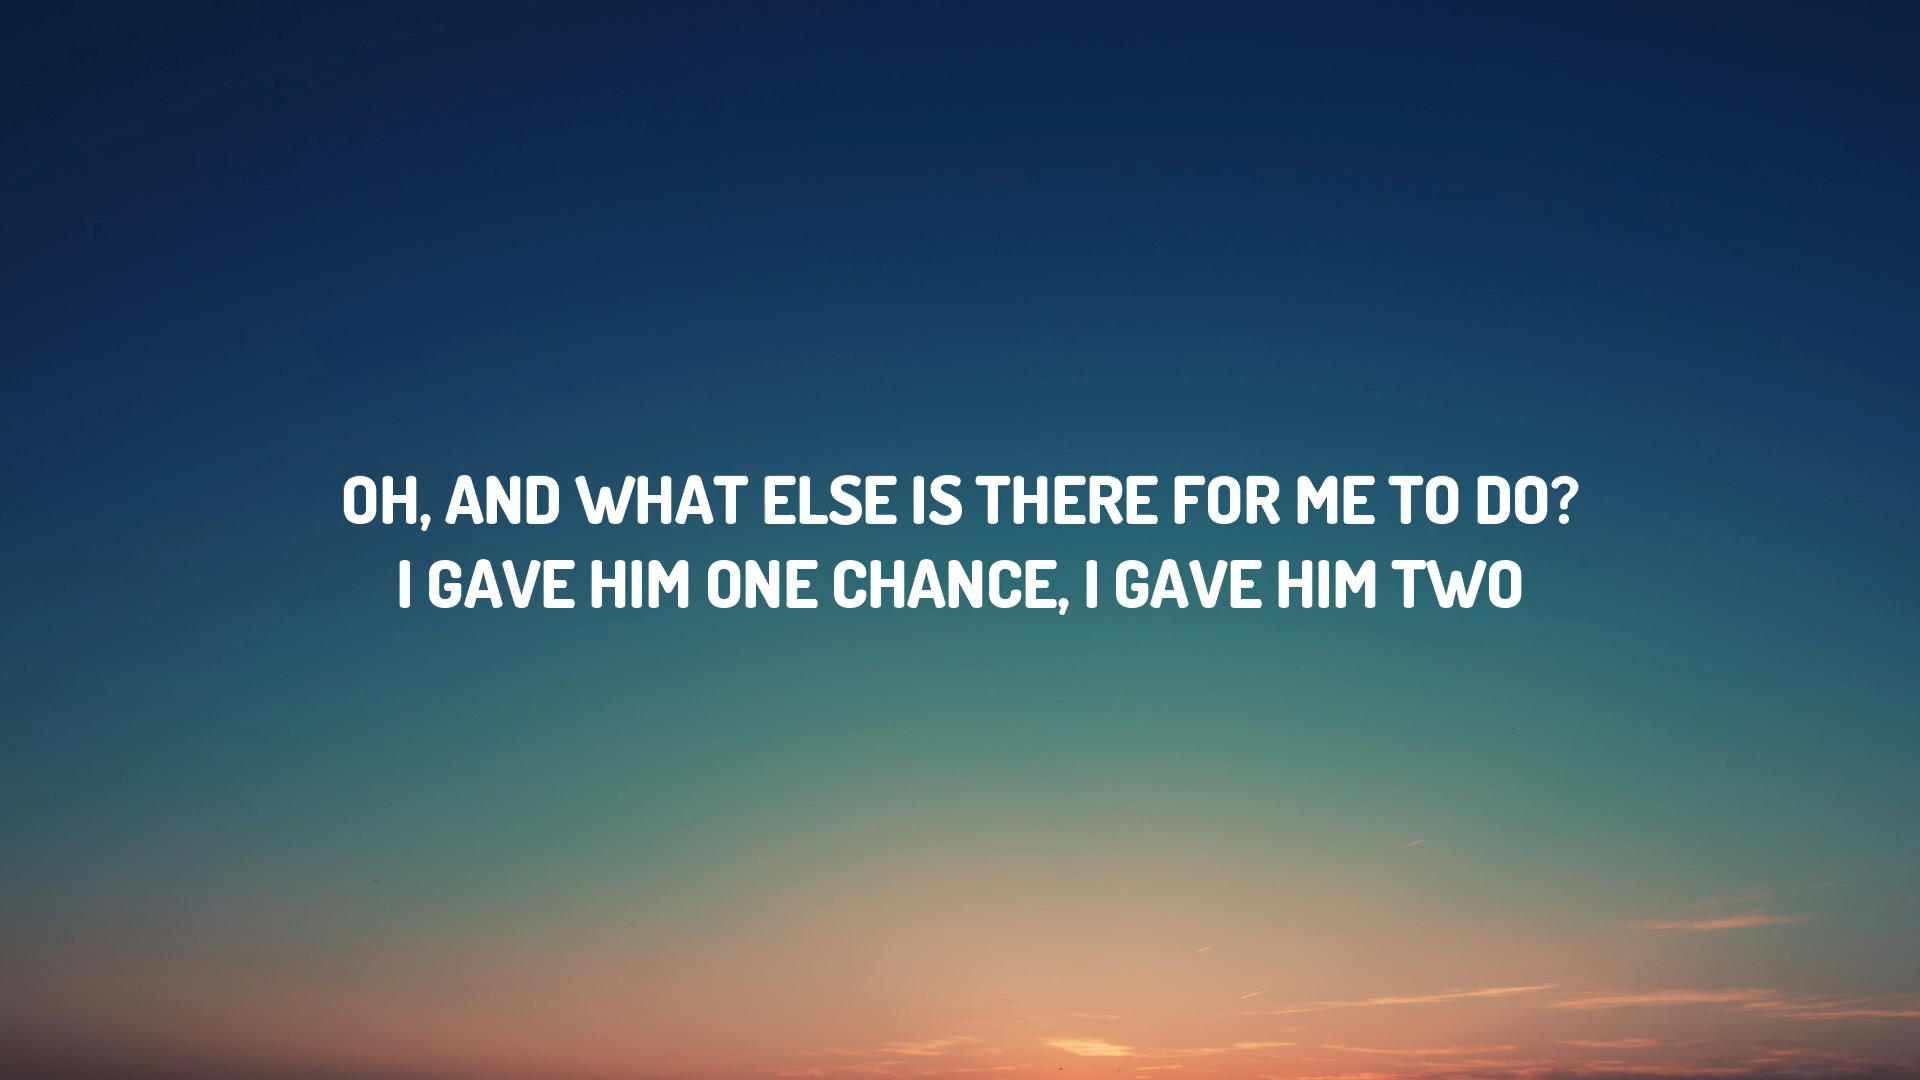 OH, AND WHAT ELSE IS THERE FOR ME TO DO?
I GAVE HIM ONE CHANCE, I GAVE HIM TWO